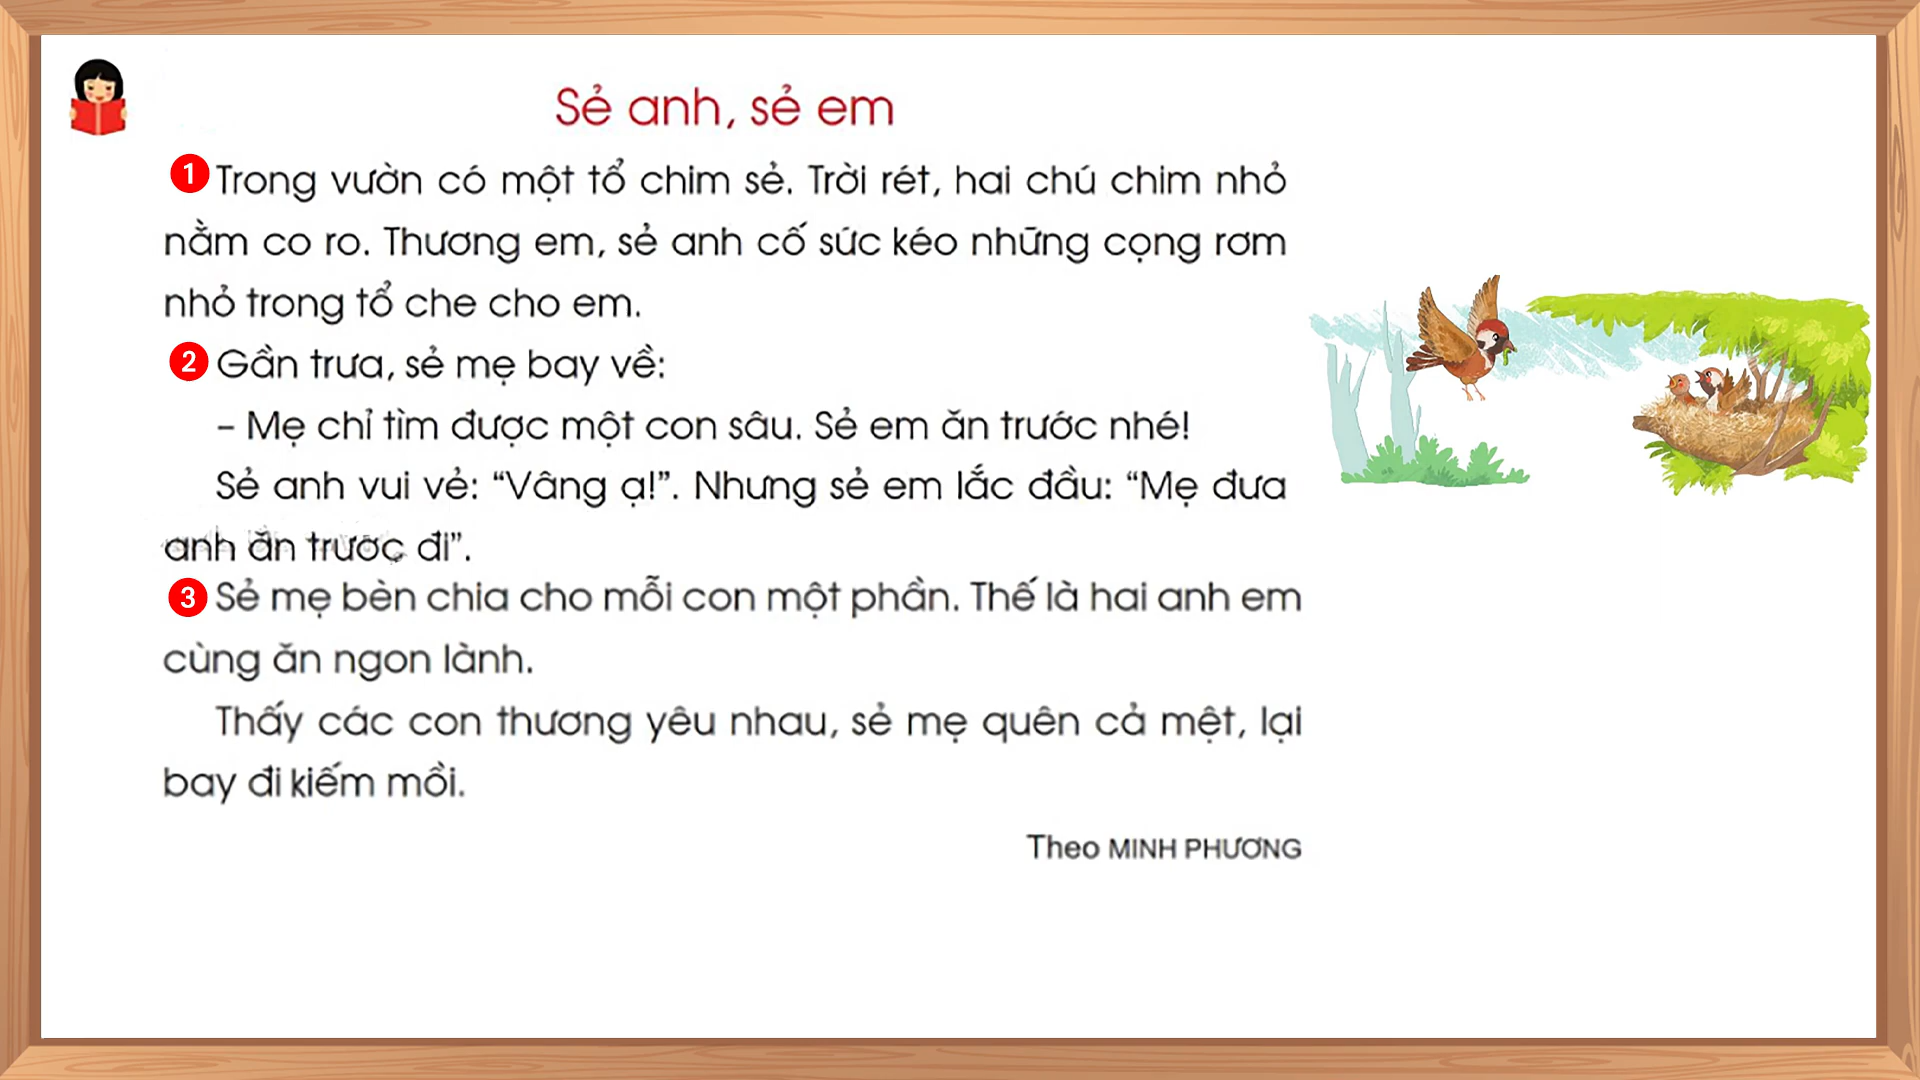 Sẻ anh, sẻ em
1 Trong vườn có một tổ chim sẻ. Trời rét, hai chú chim nhỏ
nằm co ro. Thương em, sẻ anh cố sức kéo những cọng rơm
nhỏ trong tổ che cho em.
2 Gần trưa, sẻ mẹ bay về:
– Mẹ chỉ tìm được một con sâu. Sẻ em ăn trước nhé!
Sẻ anh vui vẻ: “Vâng ạ!”. Nhưng sẻ em lắc đầu: “Mẹ đưa
anh ăn trước đi”.
3 Sẻ mẹ bèn chia cho mỗi con một phần. Thế là hai anh em
cùng ăn ngon lành.
Thấy các con thương yêu nhau, sẻ mẹ quên cả mệt, lại
bay đi kiếm mồi.
Theo MINH PHƯƠNG